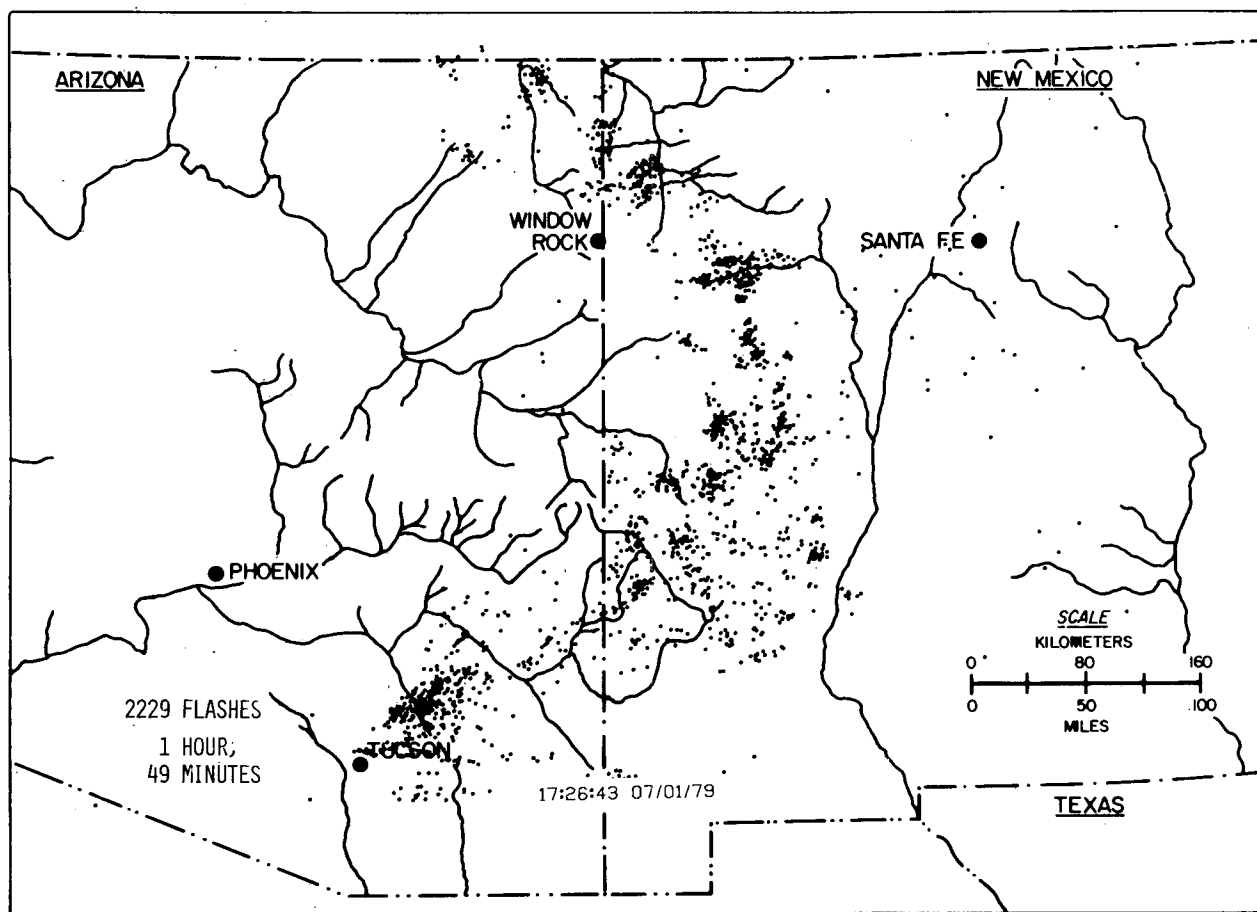 ARIZONA
NEW MEXICO
WINDOW
ROCK
SANTA FE
PHOENIX
SCALE
KILOMETERS
0 80 160
0 50 100
MILES
2229 FLASHES
1 HOUR,
49 MINUTES
TUCSON
17:26:43 07/01/79
TEXAS